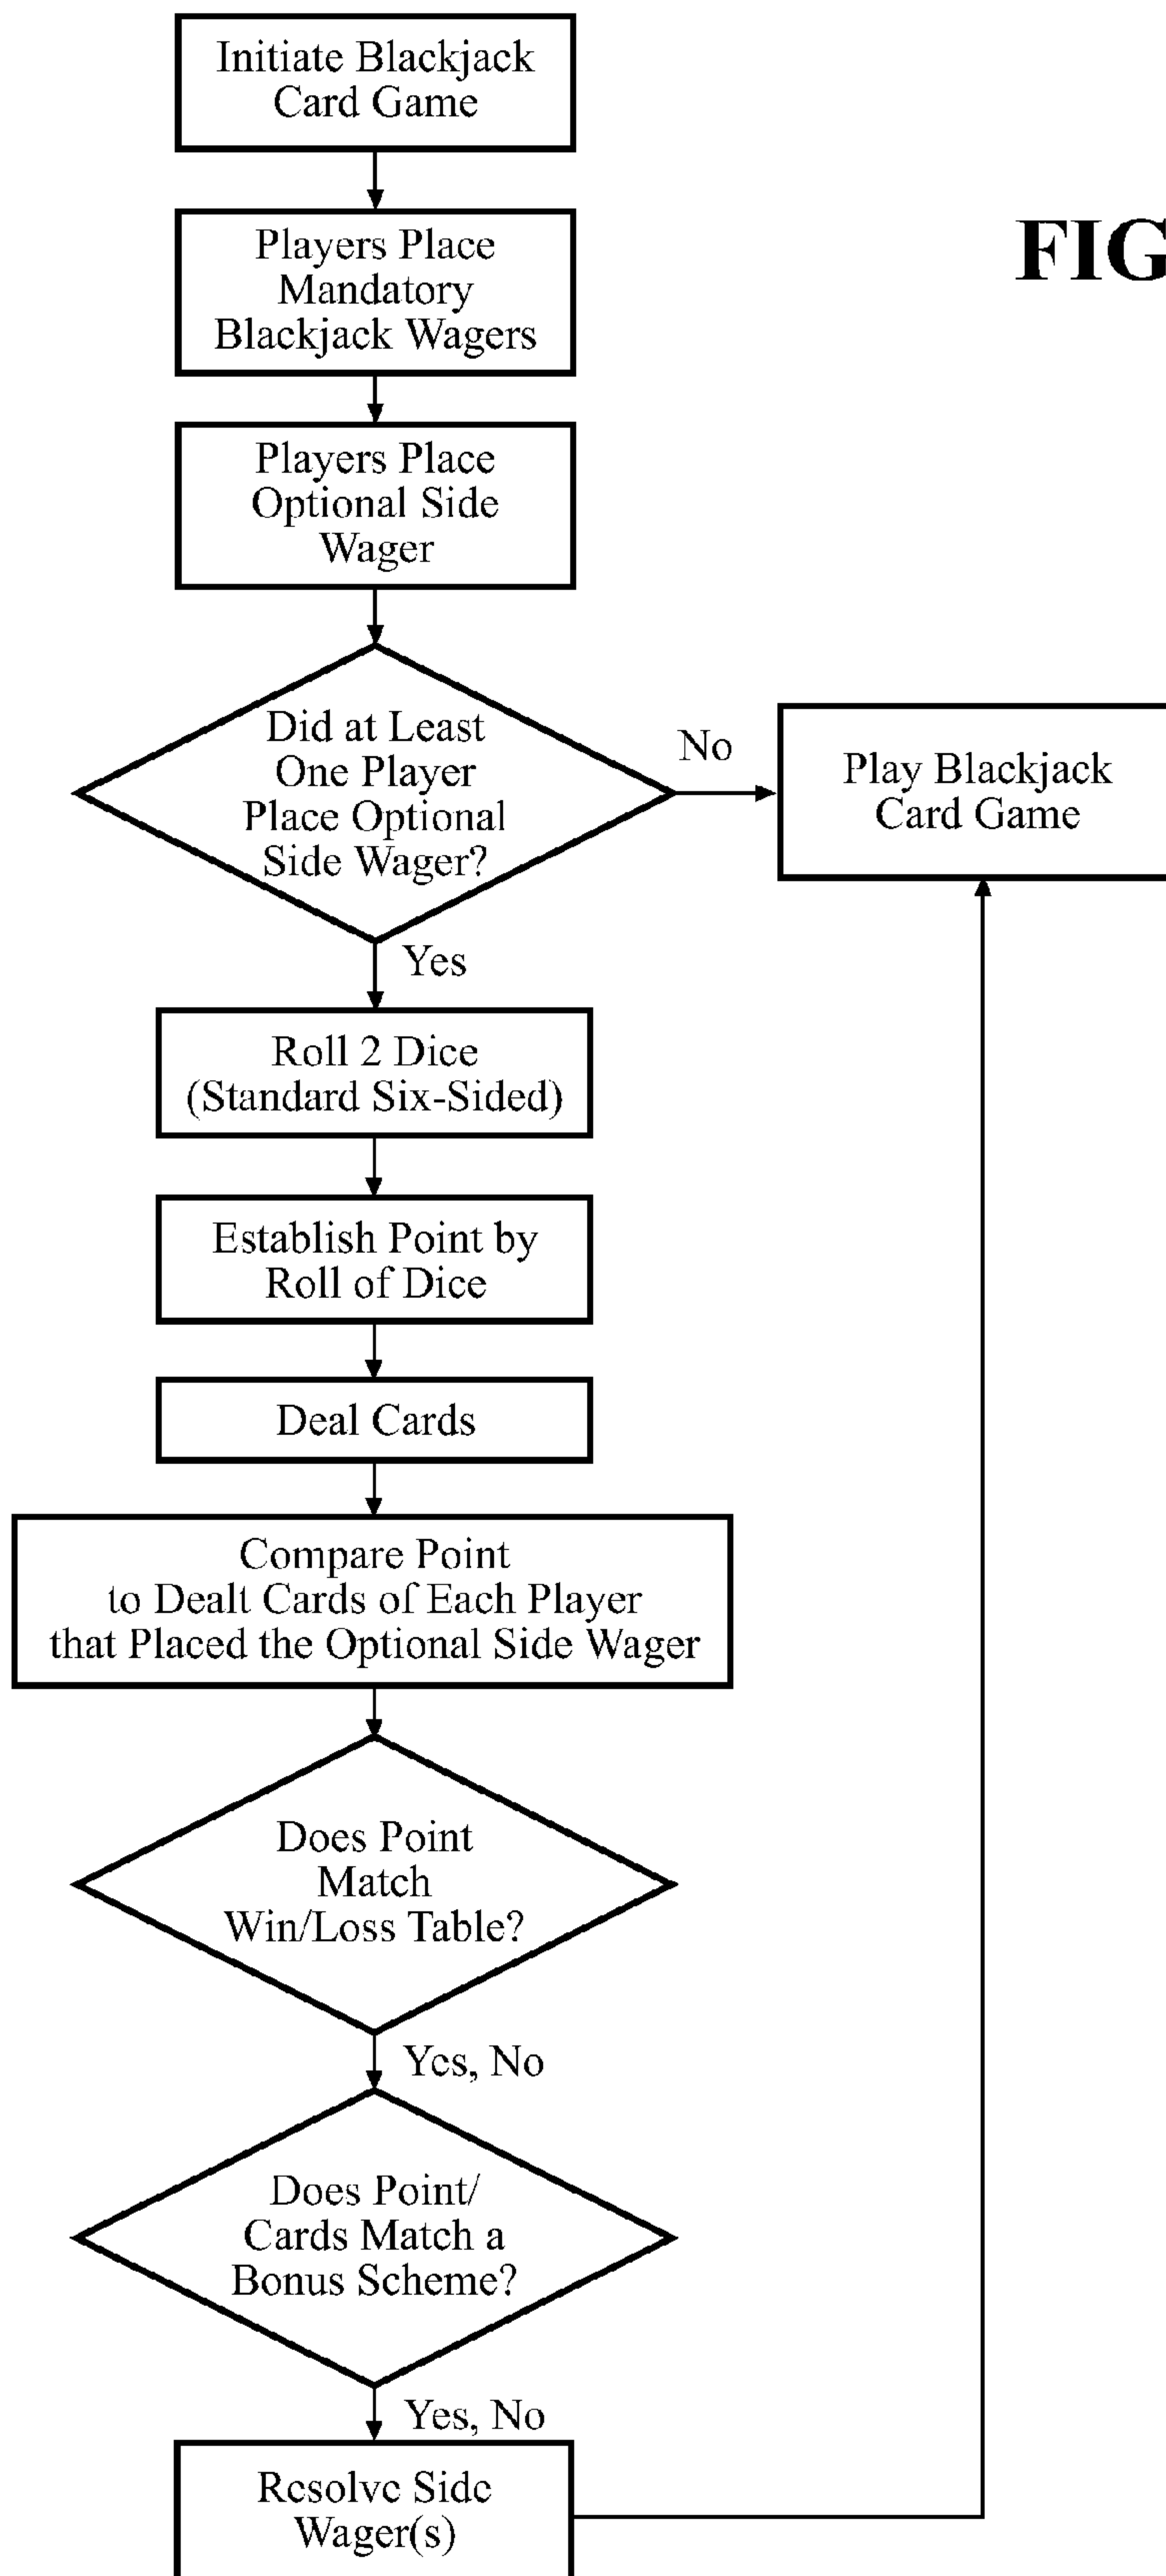 Initiate Blackjack
Card Game
FIG
Players Place
Mandatory
Blackjack Wagers
Players Place
Optional Side
Wager
Did at Least
One Player
Place Optional
Side Wager?
No
Play Blackjack
Card Game
Yes
Roll 2 Dice
(Standard Six-Sided)
Establish Point by
Roll of Dice
Deal Cards
Compare Point
to Dealt Cards of Each Player
that Placed the Optional Side Wager
Does Point
Match
Win/Loss Table?
Yes, No
Does Point/
Cards Match a
Bonus Scheme?
Yes, No
Resolve Side
Wager(s)